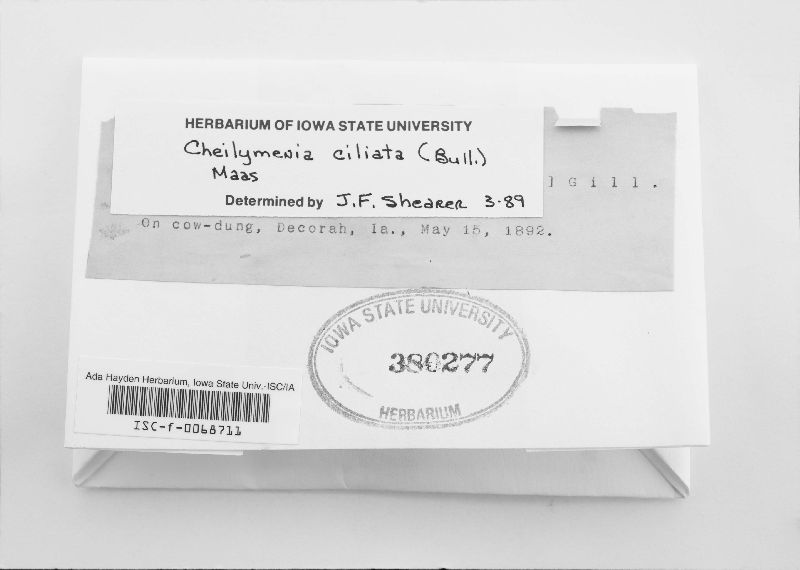 HERBARIUM OF IOWA STATE UNIVERSITY
Cheilymenia ciliata (Bull.)
Maas
Determined by J.F. Shearer 3-89
] Gill.
On cow-dung, Decorah, Ia., May 15, 1892.
IOWA STATE UNIVERSITY
380277
HERBARIUM
Ada Hayden Herbarium, Iowa State Univ.-ISC/IA
ISC-f-0068711